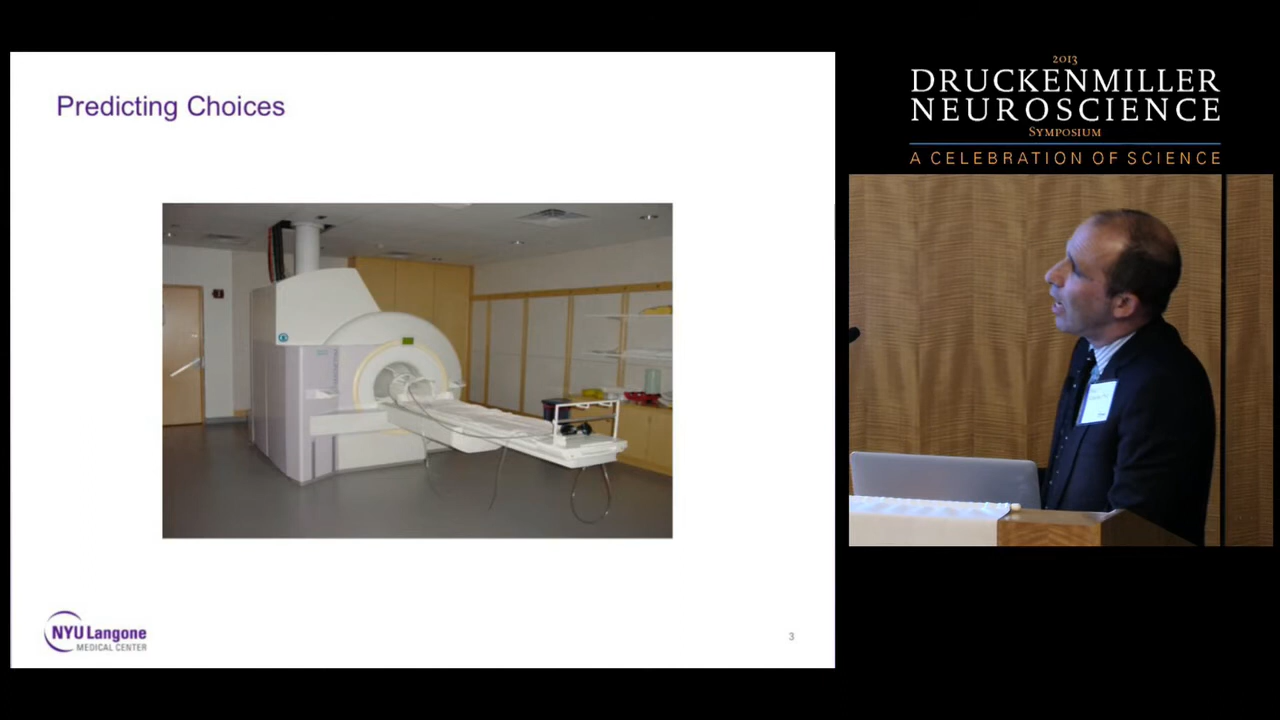 Predicting Choices
NYU Langone
MEDICAL CENTER
3
2013
DRUCKENMILLER
NEUROSCIENCE
SYMPOSIUM
A CELEBRATION OF SCIENCE